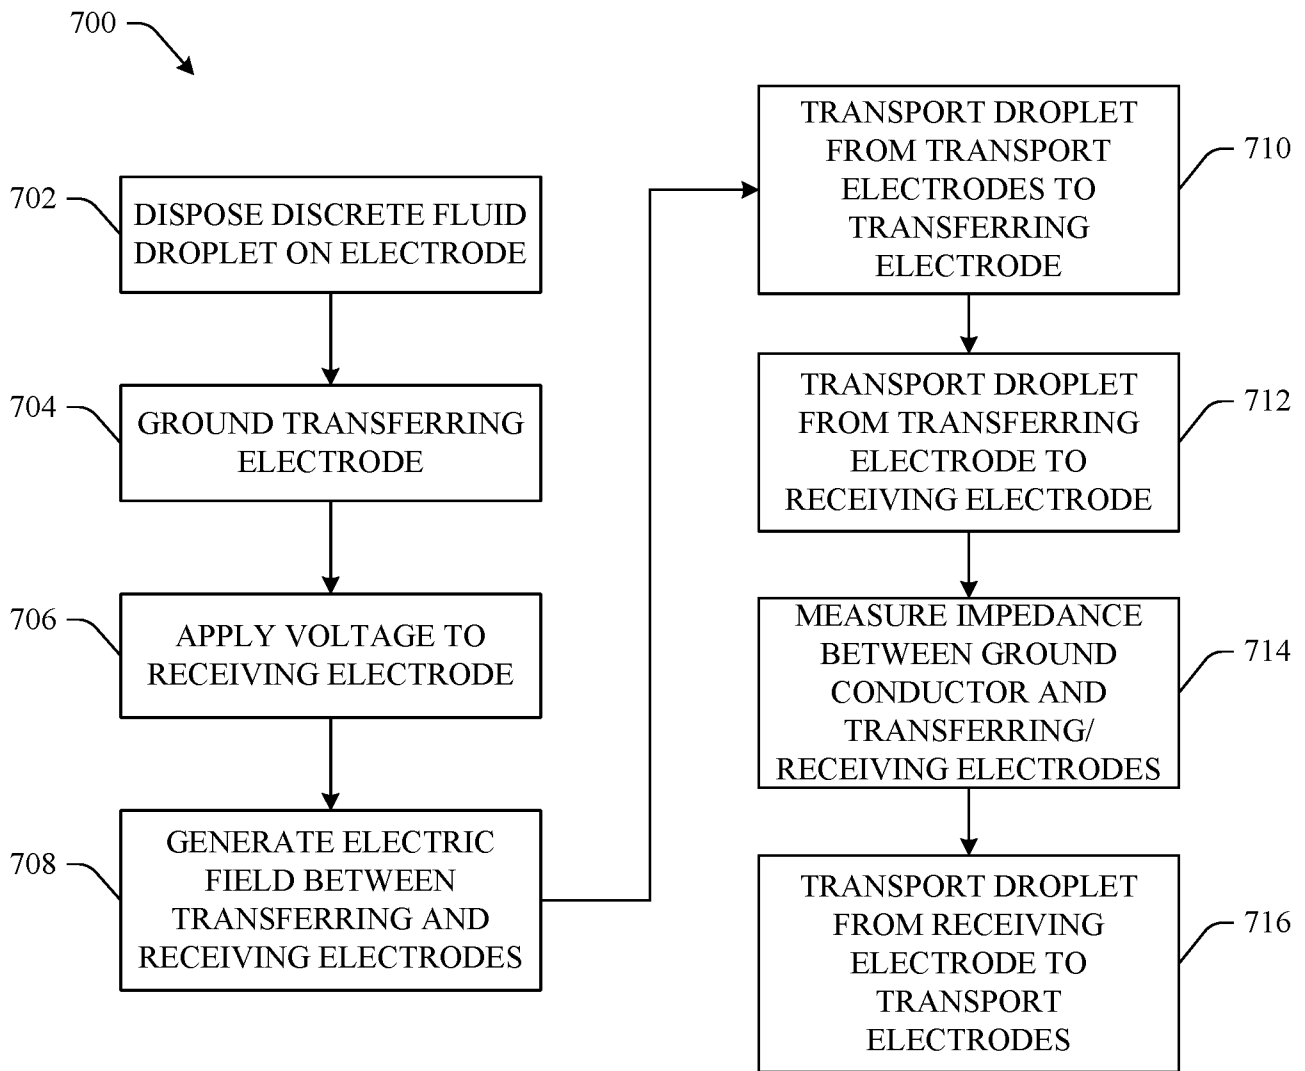 700
702
DISPOSE DISCRETE FLUID
DROPLET ON ELECTRODE
704
GROUND TRANSFERRING
ELECTRODE
706
APPLY VOLTAGE TO
RECEIVING ELECTRODE
708
GENERATE ELECTRIC
FIELD BETWEEN
TRANSFERRING AND
RECEIVING ELECTRODES
710
TRANSPORT DROPLET
FROM TRANSPORT
ELECTRODES TO
TRANSFERRING
ELECTRODE
712
TRANSPORT DROPLET
FROM TRANSFERRING
ELECTRODE TO
RECEIVING ELECTRODE
714
MEASURE IMPEDANCE
BETWEEN GROUND
CONDUCTOR AND
TRANSFERRING/
RECEIVING ELECTRODES
716
TRANSPORT DROPLET
FROM RECEIVING
ELECTRODE TO
TRANSPORT
ELECTRODES